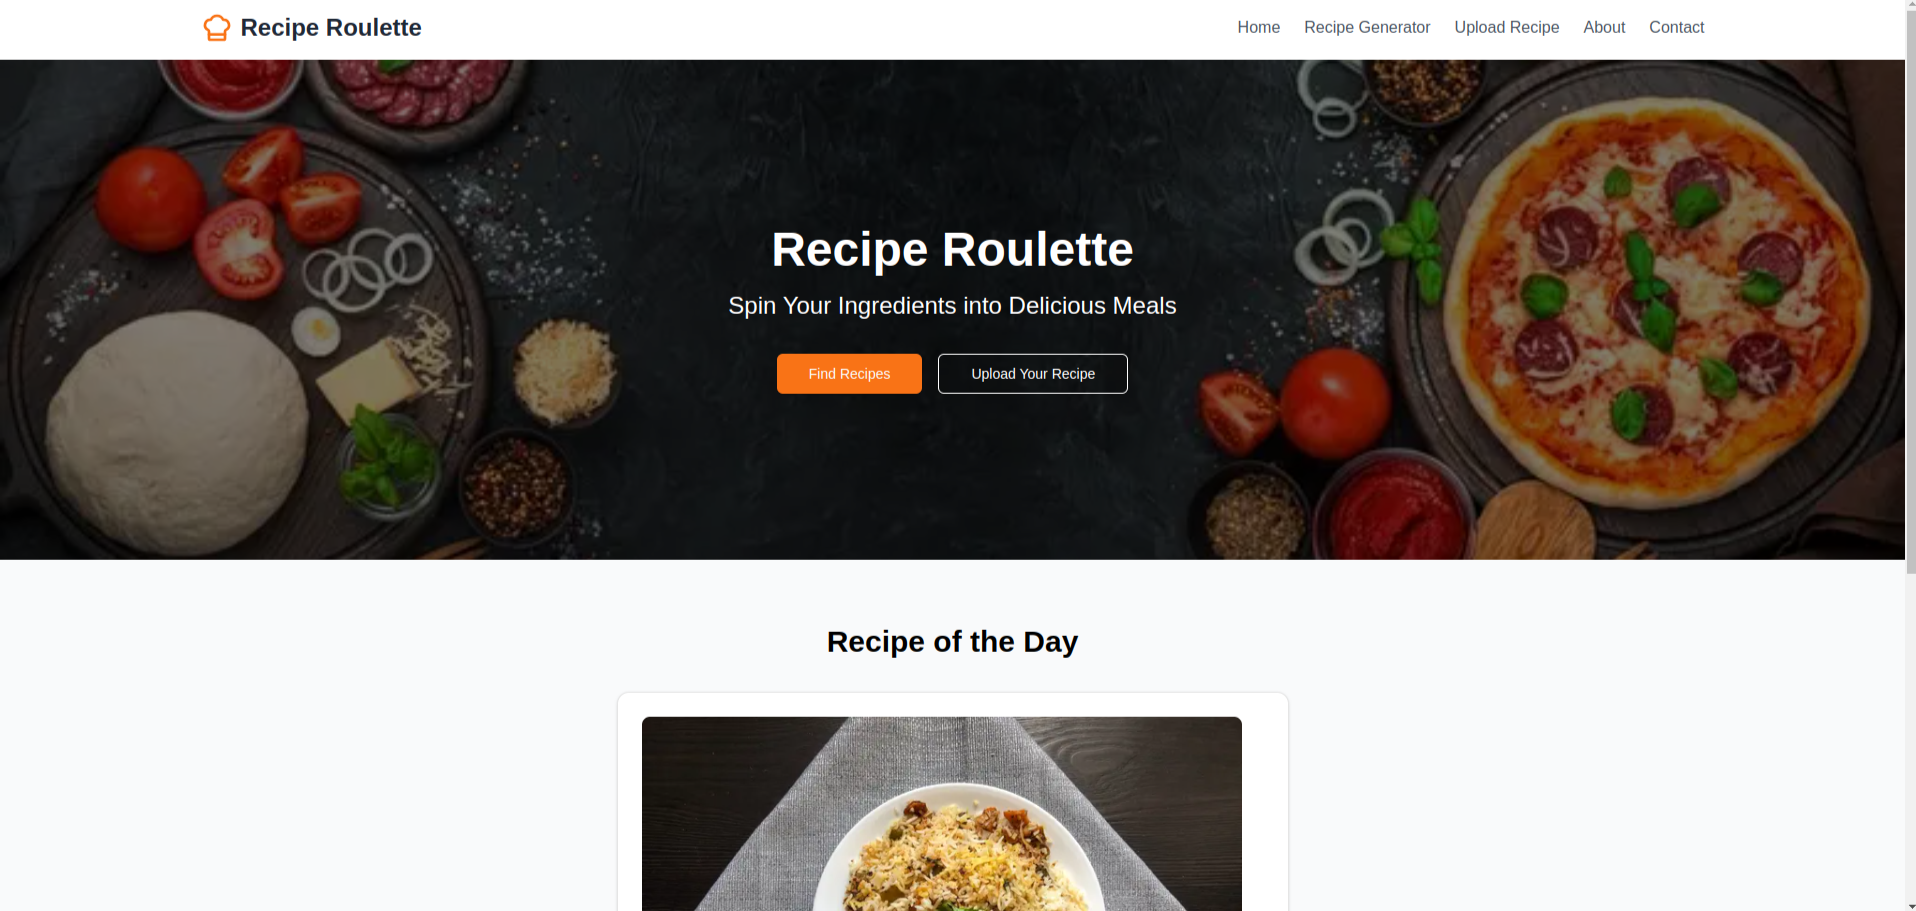 Recipe Roulette
Home Recipe Generator Upload Recipe About Contact
Recipe Roulette
Spin Your Ingredients into Delicious Meals
Find Recipes Upload Your Recipe
Recipe of the Day